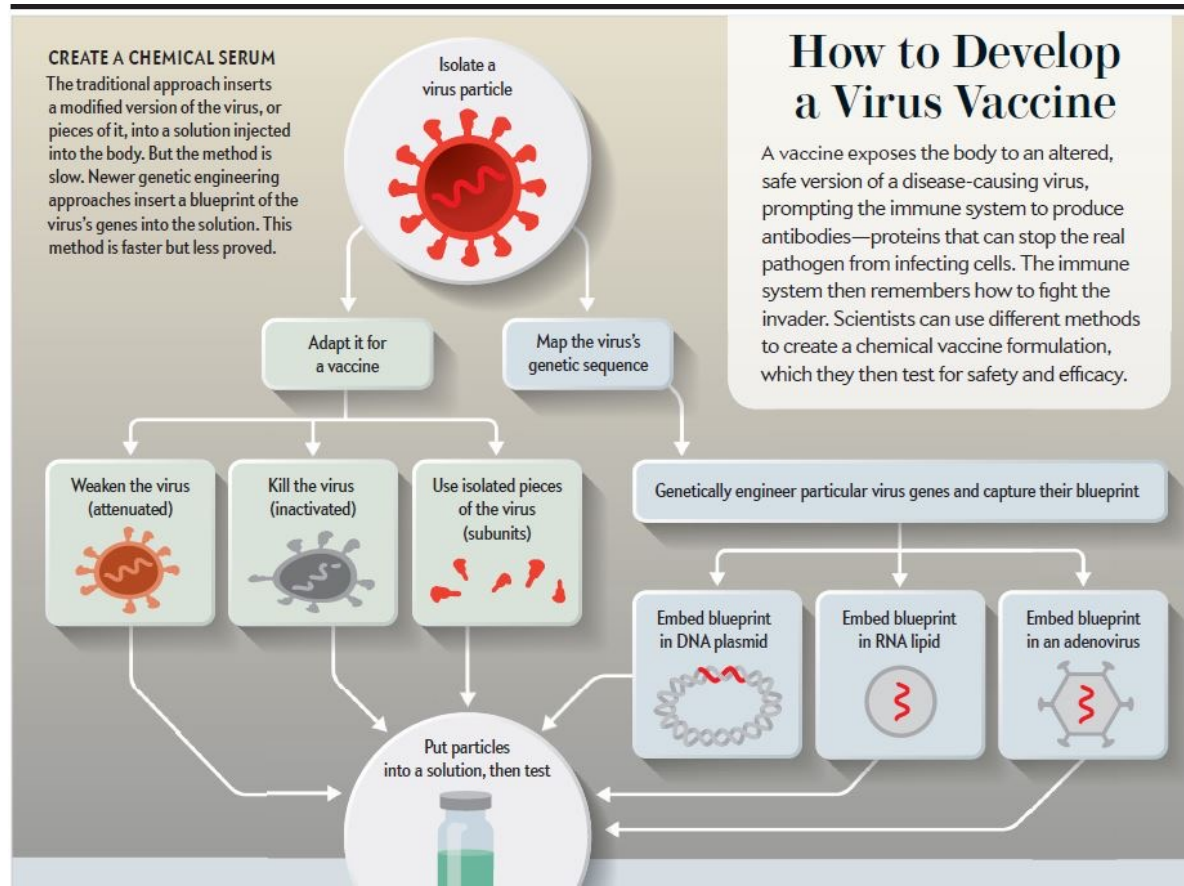 How to Develop
a Virus Vaccine
A vaccine exposes the body to an altered,
safe version of a disease-causing virus,
prompting the immune system to produce
antibodies—proteins that can stop the real
pathogen from infecting cells. The immune
system then remembers how to fight the
invader. Scientists can use different methods
to create a chemical vaccine formulation,
which they then test for safety and efficacy.
CREATE A CHEMICAL SERUM
The traditional approach inserts
a modified version of the virus, or
pieces of it, into a solution injected
into the body. But the method is
slow. Newer genetic engineering
approaches insert a blueprint of the
virus's genes into the solution. This
method is faster but less proved.
Isolate a
virus particle
Adapt it for
a vaccine
Map the virus's
genetic sequence
Weaken the virus
(attenuated)
Kill the virus
(inactivated)
Use isolated pieces
of the virus
(subunits)
Genetically engineer particular virus genes and capture their blueprint
Embed blueprint
in DNA plasmid
Embed blueprint
in RNA lipid
Embed blueprint
in an adenovirus
Put particles
into a solution, then test